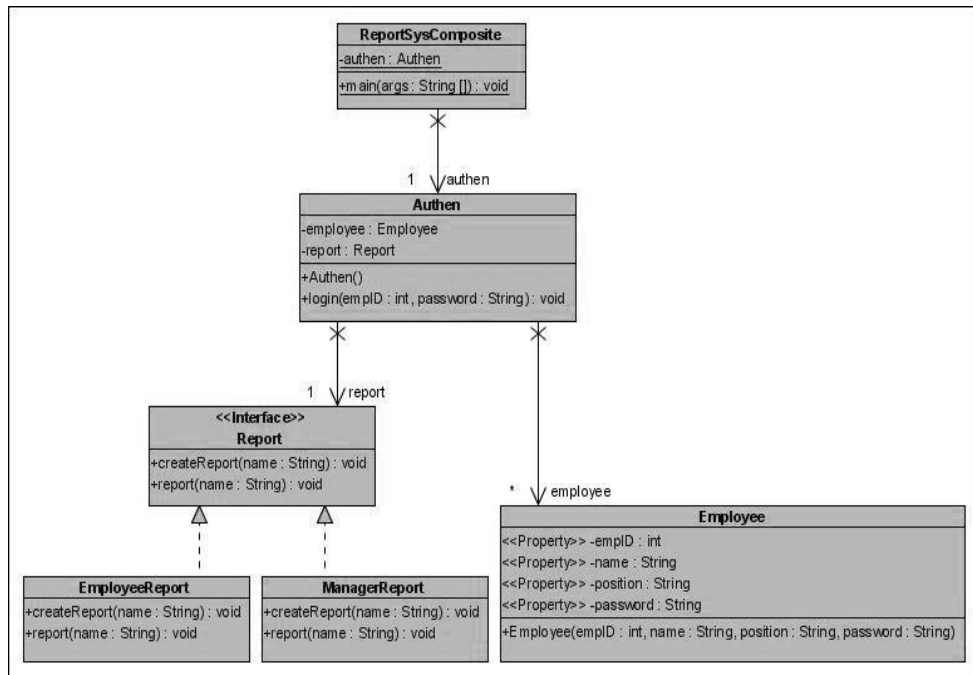 ReportSysComposite
-authen : Authen
+main(args : String []) : void
1 authen
Authen
-employee : Employee
-report : Report
+Authen()
+login(empID : int, password : String) : void
1 report
<<Interface>>
Report
+createReport(name : String) : void
+report(name : String) : void
* employee
Employee
<<Property>> -empID : int
<<Property>> -name : String
<<Property>> -position : String
<<Property>> -password : String
+Employee(empID : int, name : String, position : String, password : String)
EmployeeReport
+createReport(name : String) : void
+report(name : String) : void
ManagerReport
+createReport(name : String) : void
+report(name : String) : void